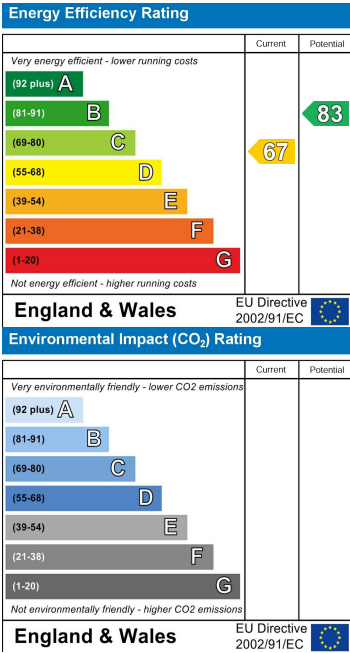 Energy Efficiency Rating
Current Potential
Very energy efficient - lower running costs
(92 plus) A
(81-91) B 83
(69-80) C
67
(55-68) D
(39-54) E
(21-38) F
(1-20) G
Not energy efficient - higher running costs
England & Wales
EU Directive
2002/91/EC
Environmental Impact (CO₂) Rating
Current Potential
Very environmentally friendly - lower CO2 emissions
(92 plus) A
(81-91) B
(69-80) C
(55-68) D
(39-54) E
(21-38) F
(1-20) G
Not environmentally friendly - higher CO2 emissions
England & Wales
EU Directive
2002/91/EC